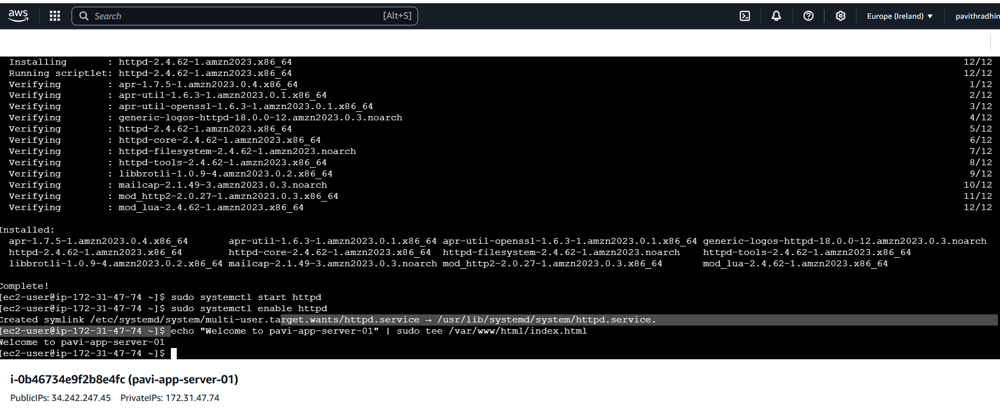 aws Search [Alt+S] Europe (Ireland) ▼ pavithradhin
Installing : httpd-2.4.62-1.amzn2023.x86_64 12/12
Running scriptlet: httpd-2.4.62-1.amzn2023.x86_64 12/12
Verifying : apr-1.7.5-1.amzn2023.0.4.x86_64 1/12
Verifying : apr-util-1.6.3-1.amzn2023.0.1.x86_64 2/12
Verifying : apr-util-openssl-1.6.3-1.amzn2023.0.1.x86_64 3/12
Verifying : generic-logos-httpd-18.0.0-12.amzn2023.0.3.noarch 4/12
Verifying : httpd-2.4.62-1.amzn2023.x86_64 5/12
Verifying : httpd-core-2.4.62-1.amzn2023.x86_64 6/12
Verifying : httpd-filesystem-2.4.62-1.amzn2023.noarch 7/12
Verifying : httpd-tools-2.4.62-1.amzn2023.x86_64 8/12
Verifying : libbrotli-1.0.9-4.amzn2023.0.2.x86_64 9/12
Verifying : mailcap-2.1.49-3.amzn2023.0.3.noarch 10/12
Verifying : mod_http2-2.0.27-1.amzn2023.0.3.x86_64 11/12
Verifying : mod_lua-2.4.62-1.amzn2023.x86_64 12/12
Installed:
apr-1.7.5-1.amzn2023.0.4.x86_64 apr-util-1.6.3-1.amzn2023.0.1.x86_64 apr-util-openssl-1.6.3-1.amzn2023.0.1.x86_64 generic-logos-httpd-18.0.0-12.amzn2023.0.3.noarch
httpd-2.4.62-1.amzn2023.x86_64 httpd-core-2.4.62-1.amzn2023.x86_64 httpd-filesystem-2.4.62-1.amzn2023.noarch httpd-tools-2.4.62-1.amzn2023.x86_64
libbrotli-1.0.9-4.amzn2023.0.2.x86_64 mailcap-2.1.49-3.amzn2023.0.3.noarch mod_http2-2.0.27-1.amzn2023.0.3.x86_64 mod_lua-2.4.62-1.amzn2023.x86_64
Complete!
[ec2-user@ip-172-31-47-74 ~]$ sudo systemctl start httpd
[ec2-user@ip-172-31-47-74 ~]$ sudo systemctl enable httpd
Created symlink /etc/systemd/system/multi-user.target.wants/httpd.service → /usr/lib/systemd/system/httpd.service.
[ec2-user@ip-172-31-47-74 ~]$ echo "Welcome to pavi-app-server-01" | sudo tee /var/www/html/index.html
Welcome to pavi-app-server-01
[ec2-user@ip-172-31-47-74 ~]$
i-0b46734e9f2b8e4fc (pavi-app-server-01)
PublicIPs: 34.242.247.45 PrivateIPs: 172.31.47.74